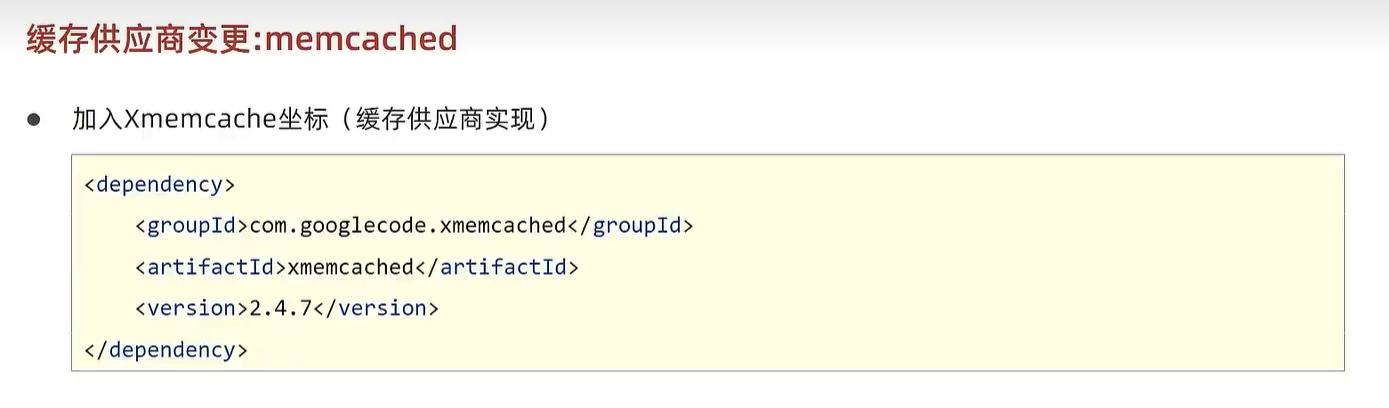 缓存供应商变更:memcached
● 加入Xmemcache坐标（缓存供应商实现）
<dependency>
    <groupId>com.googlecode.xmemcached</groupId>
    <artifactId>xmemcached</artifactId>
    <version>2.4.7</version>
</dependency>